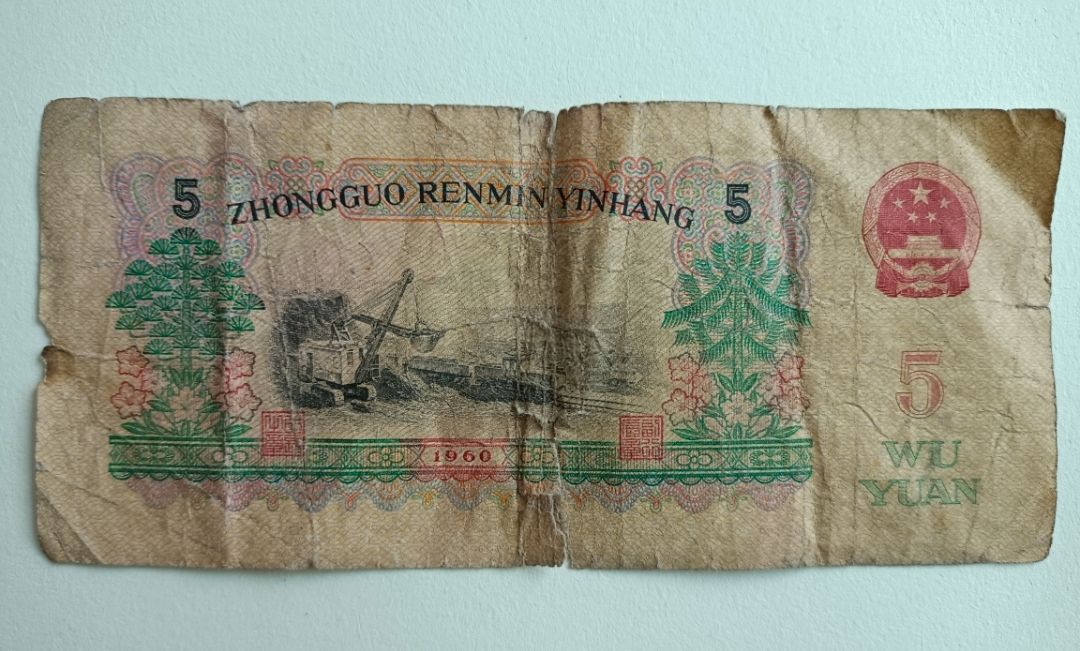 5 ZHONGGUO RENMIN YINHANG 5
1960
5
WU
YUAN